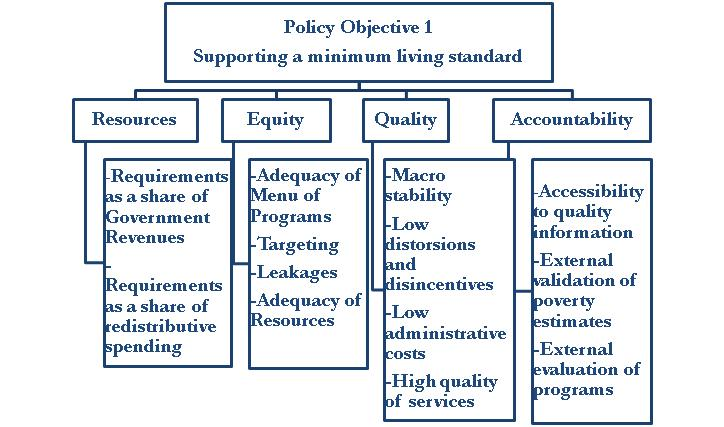 Policy Objective 1
Supporting a minimum living standard
Resources
Equity
Quality
Accountability
-Requirements
as a share of
Government
Revenues
-
Requirements
as a share of
redistributive
spending
-Adequacy of
Menu of
Programs
-Targeting
-Leakages
-Adequacy of
Resources
-Macro
stability
-Low
distorsions
and
disincentives
-Low
administrative
costs
-High quality
of services
-Accessibility
to quality
information
-External
validation of
poverty
estimates
-External
evaluation of
programs